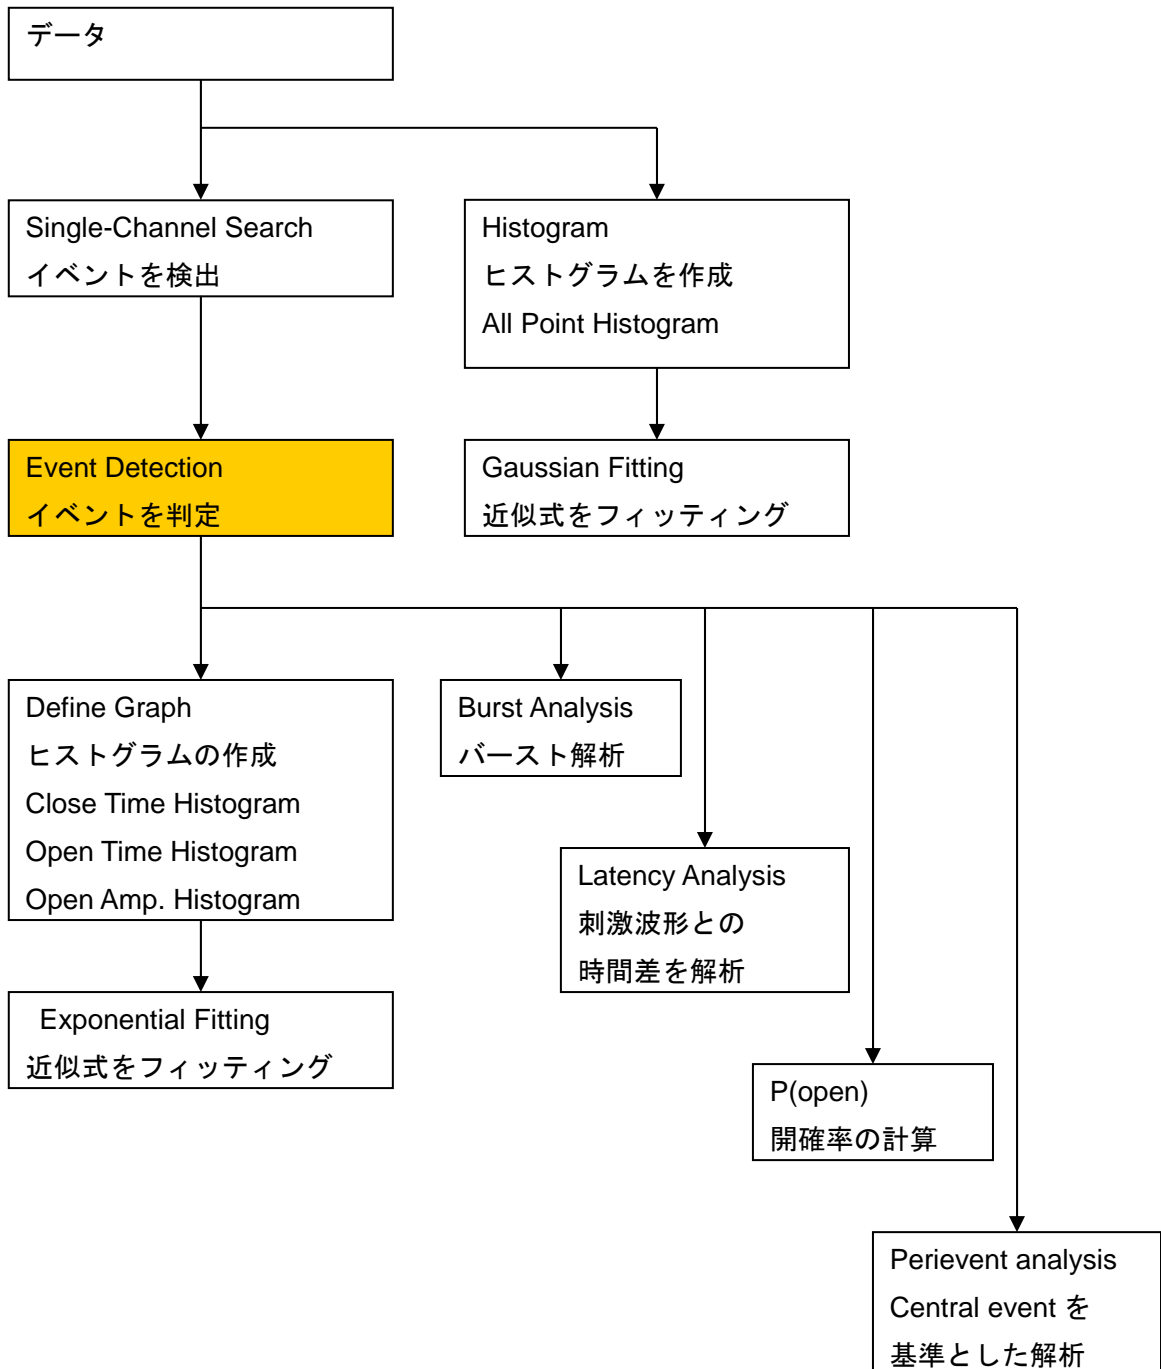 データ
Single-Channel Search
イベントを検出
Histogram
ヒストグラムを作成
All Point Histogram
Event Detection
イベントを判定
Gaussian Fitting
近似式をフィッティング
Define Graph
ヒストグラムの作成
Close Time Histogram
Open Time Histogram
Open Amp. Histogram
Burst Analysis
バースト解析
Latency Analysis
刺激波形との
時間差を解析
Exponential Fitting
近似式をフィッティング
P(open)
開確率の計算
Perievent analysis
Central event を
基準とした解析